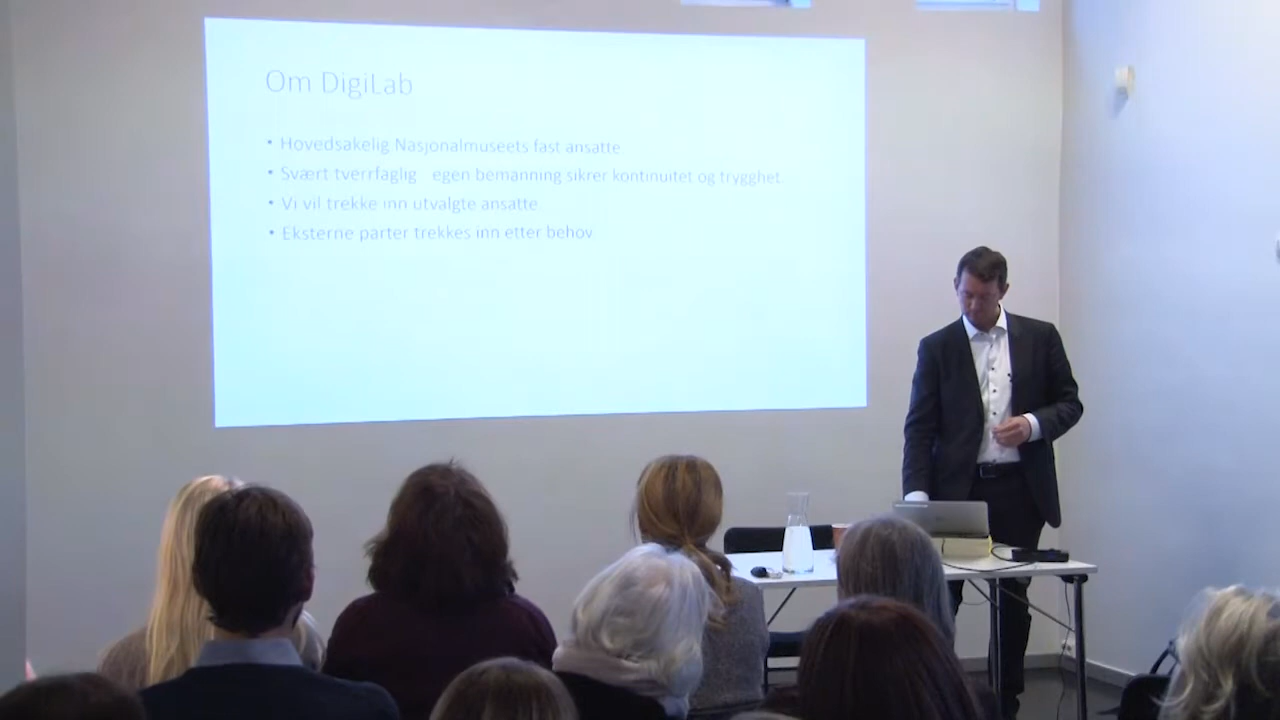 Om DigiLab
• Hovedsakelig Nasjonalmuseets fast ansatte
• Svært tverrfaglig egen bemanning sikrer kontinuitet og trygghet.
• Vi vil trekke inn utvalgte ansatte.
• Eksterne parter trekkes inn etter behov